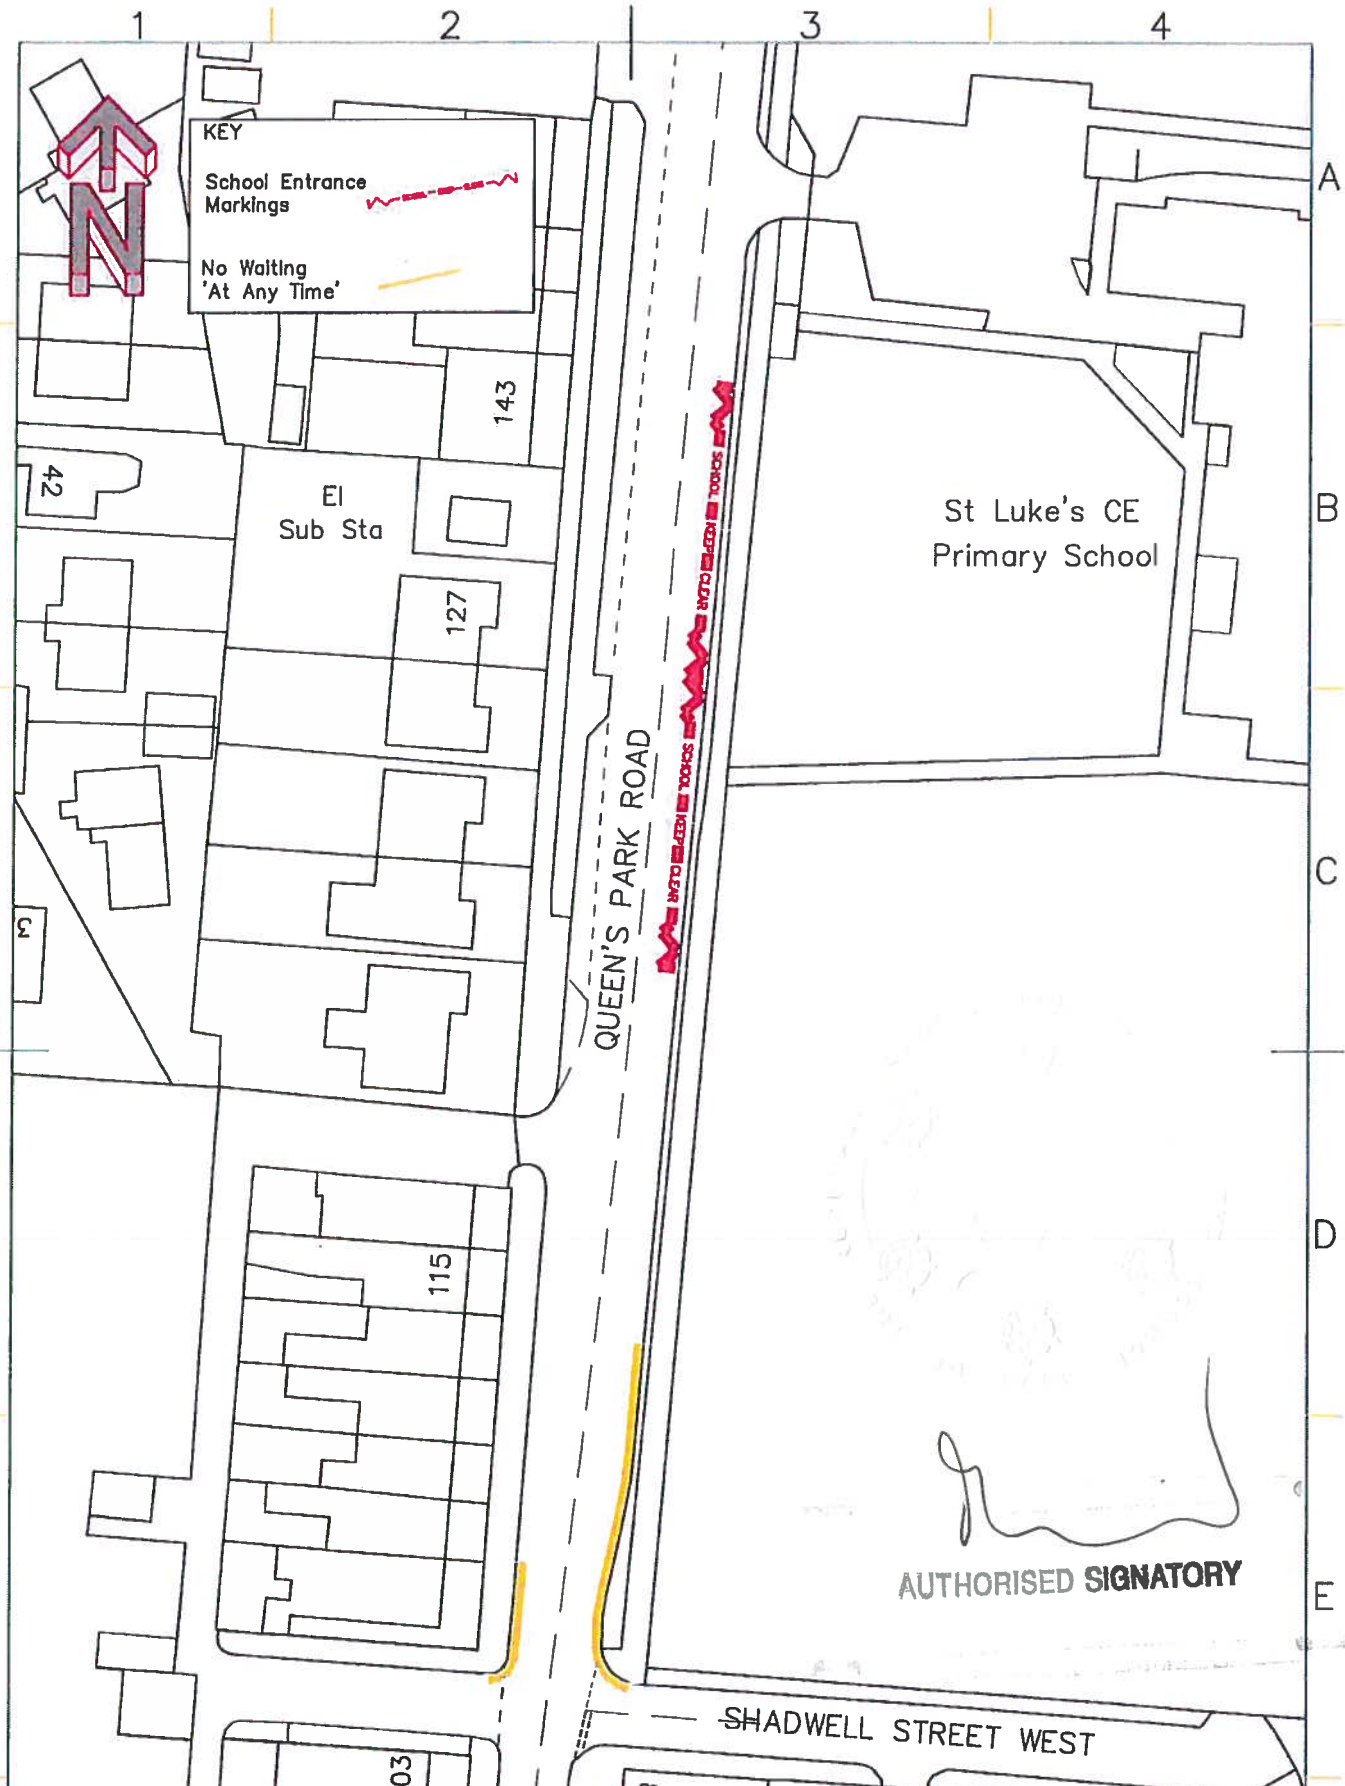 1 2 3 4
A
B
C
D
E
N
KEY
School Entrance
Markings
No Waiting
'At Any Time'
143
42
El
Sub Sta
127
SCHOOL KEEP CLEAR
SCHOOL KEEP CLEAR
St Luke's CE
Primary School
QUEEN'S PARK ROAD
3
115
AUTHORISED SIGNATORY
SHADWELL STREET WEST
03